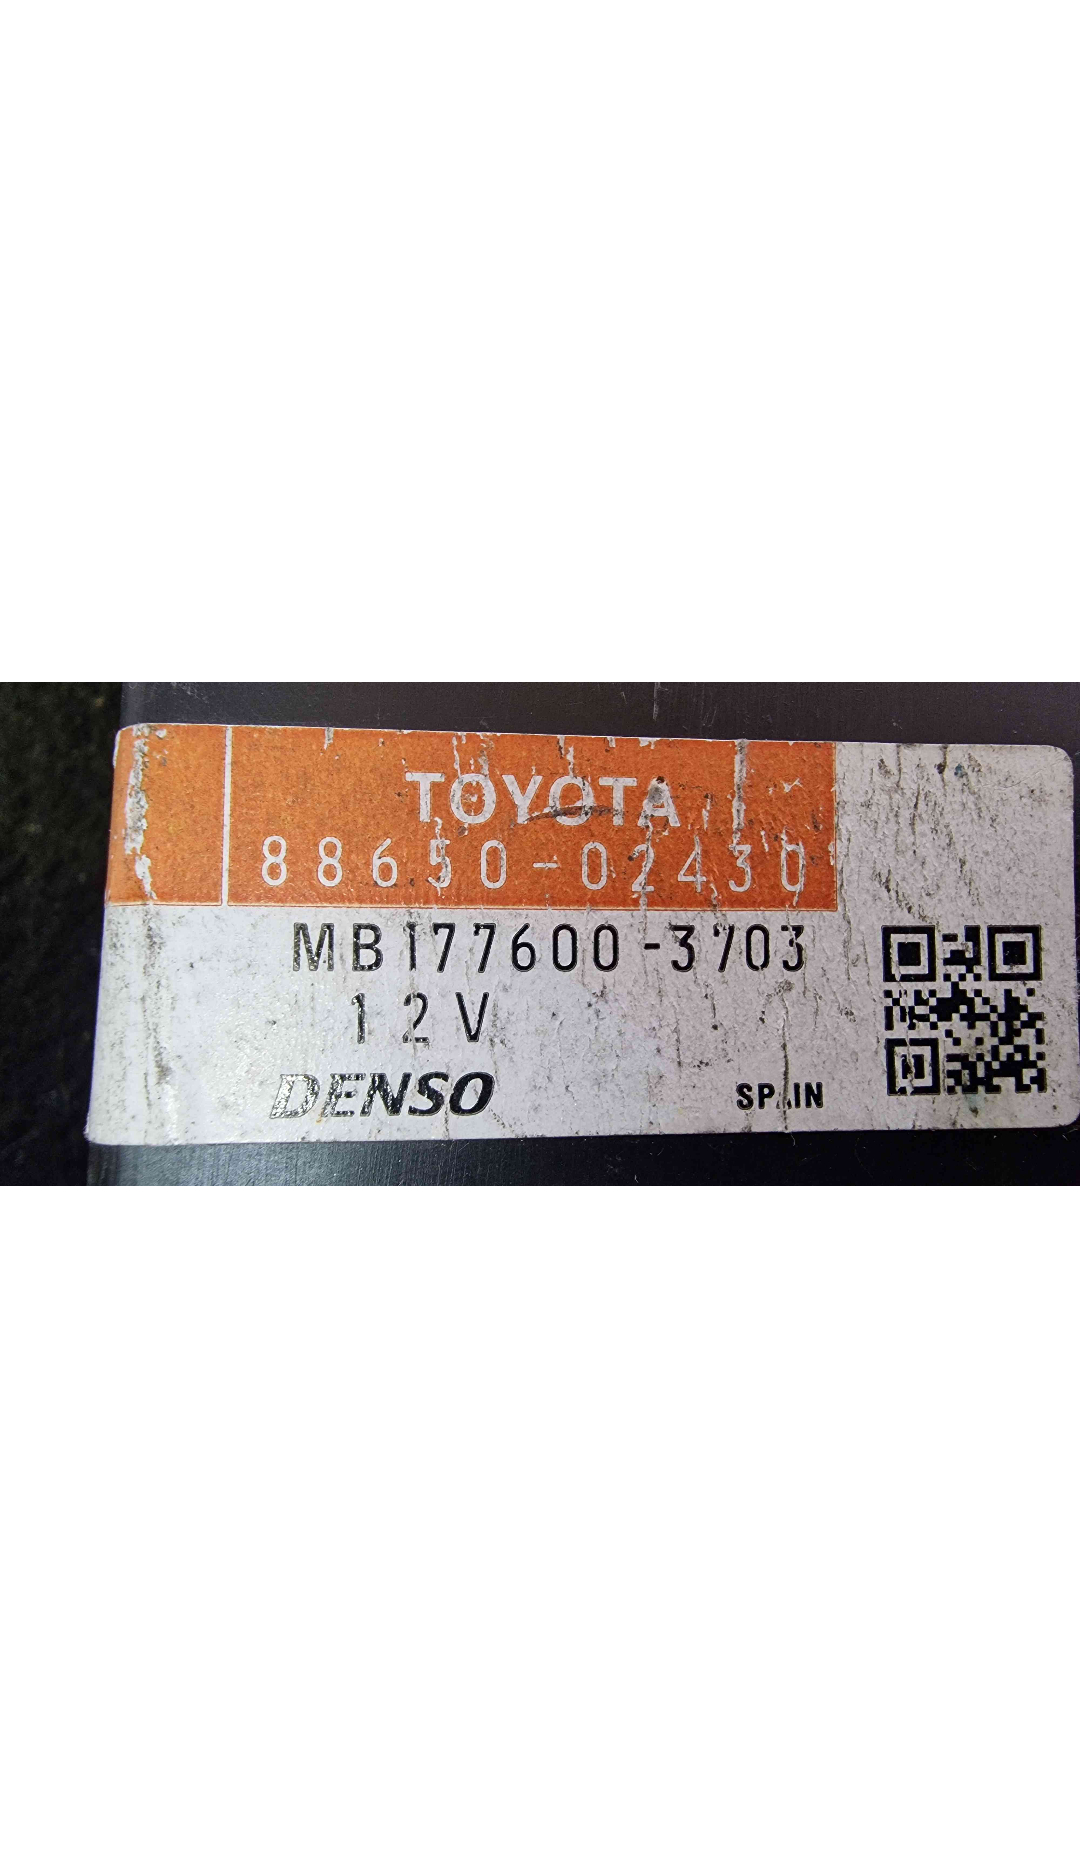 TOYOTA
88650-02430
MB177600-3703
12V
DENSO
SPAIN